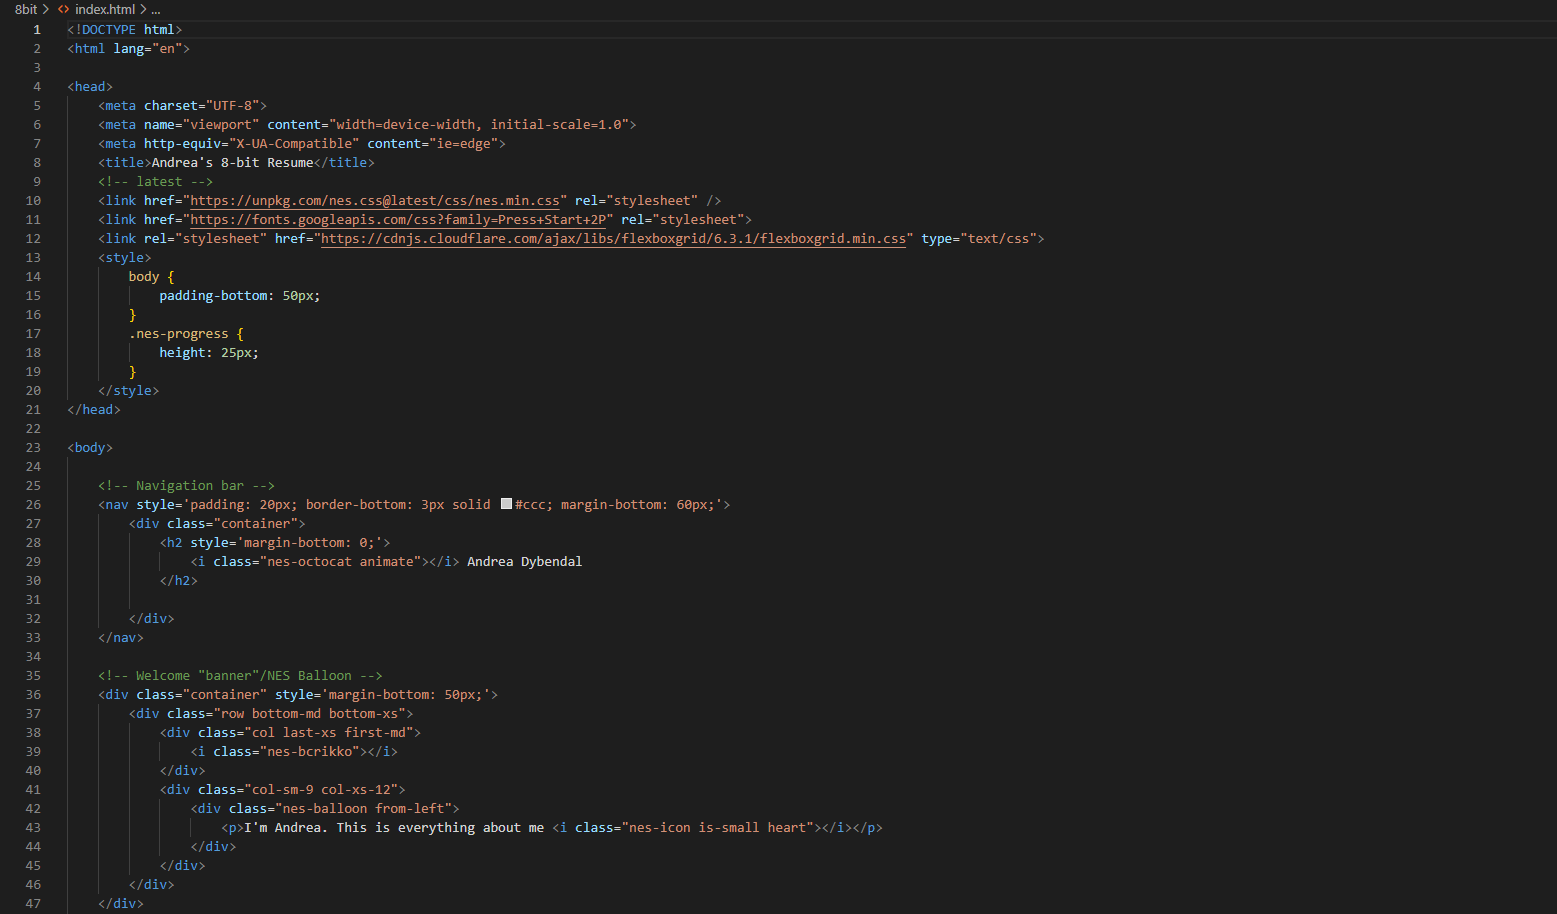 8bit > <> index.html > ...
1 <!DOCTYPE html>
2 <html lang="en">
3
4 <head>
5     <meta charset="UTF-8">
6     <meta name="viewport" content="width=device-width, initial-scale=1.0">
7     <meta http-equiv="X-UA-Compatible" content="ie=edge">
8     <title>Andrea's 8-bit Resume</title>
9     <!-- latest -->
10     <link href="https://unpkg.com/nes.css@latest/css/nes.min.css" rel="stylesheet" />
11     <link href="https://fonts.googleapis.com/css?family=Press+Start+2P" rel="stylesheet">
12     <link rel="stylesheet" href="https://cdnjs.cloudflare.com/ajax/libs/flexboxgrid/6.3.1/flexboxgrid.min.css" type="text/css">
13     <style>
14         body {
15             padding-bottom: 50px;
16         }
17         .nes-progress {
18             height: 25px;
19         }
20     </style>
21 </head>
22
23 <body>
24
25     <!-- Navigation bar -->
26     <nav style='padding: 20px; border-bottom: 3px solid #ccc; margin-bottom: 60px;'>
27         <div class="container">
28             <h2 style='margin-bottom: 0;'>
29                 <i class="nes-octocat animate"></i> Andrea Dybendal
30             </h2>
31
32         </div>
33     </nav>
34
35     <!-- Welcome "banner"/NES Balloon -->
36     <div class="container" style='margin-bottom: 50px;'>
37         <div class="row bottom-md bottom-xs">
38             <div class="col last-xs first-md">
39                 <i class="nes-bcrikko"></i>
40             </div>
41             <div class="col-sm-9 col-xs-12">
42                 <div class="nes-balloon from-left">
43                     <p>I'm Andrea. This is everything about me <i class="nes-icon is-small heart"></i></p>
44                 </div>
45             </div>
46         </div>
47     </div>